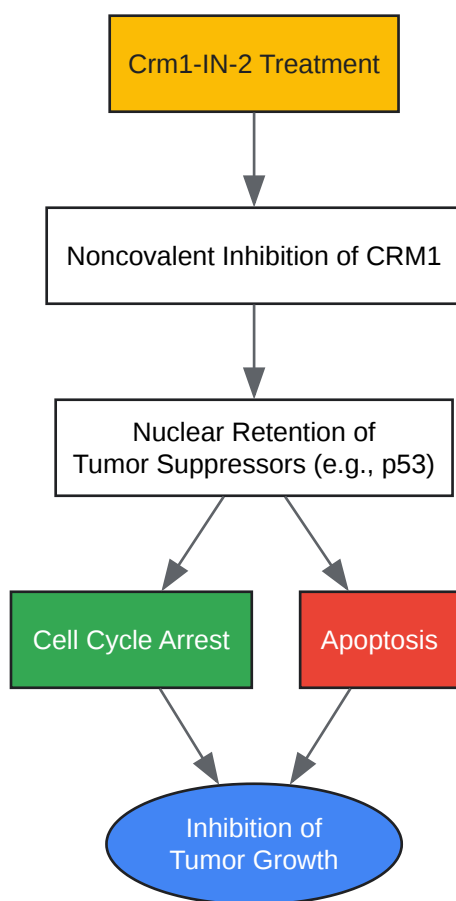 Crm1-IN-2 Treatment
Noncovalent Inhibition of CRM1
Nuclear Retention of
Tumor Suppressors (e.g., p53)
Cell Cycle Arrest
Apoptosis
Inhibition of
Tumor Growth